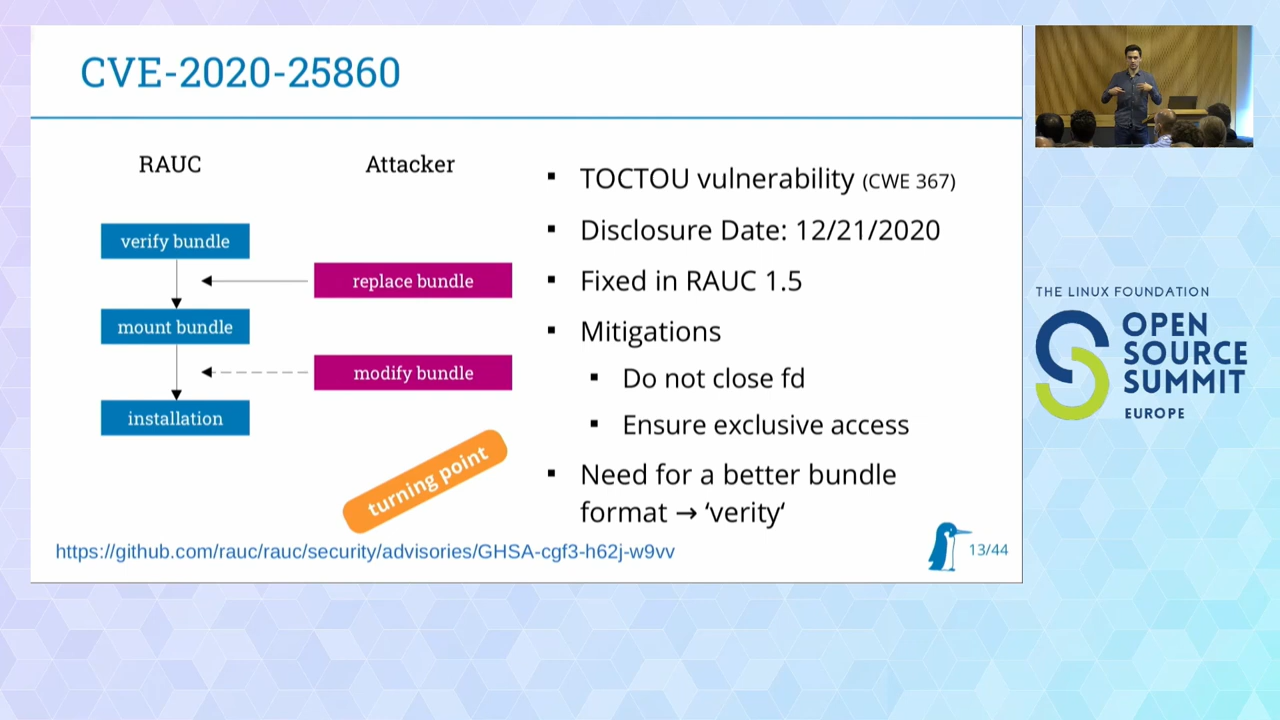 CVE-2020-25860
RAUC
Attacker
verify bundle
replace bundle
mount bundle
modify bundle
installation
turning point
▪ TOCTOU vulnerability (CWE 367)
▪ Disclosure Date: 12/21/2020
▪ Fixed in RAUC 1.5
▪ Mitigations
▪ Do not close fd
▪ Ensure exclusive access
▪ Need for a better bundle
format → ‘verity‘
https://github.com/rauc/rauc/security/advisories/GHSA-cgf3-h62j-w9vv
13/44
THE LINUX FOUNDATION
OPEN
SOURCE
SUMMIT
EUROPE